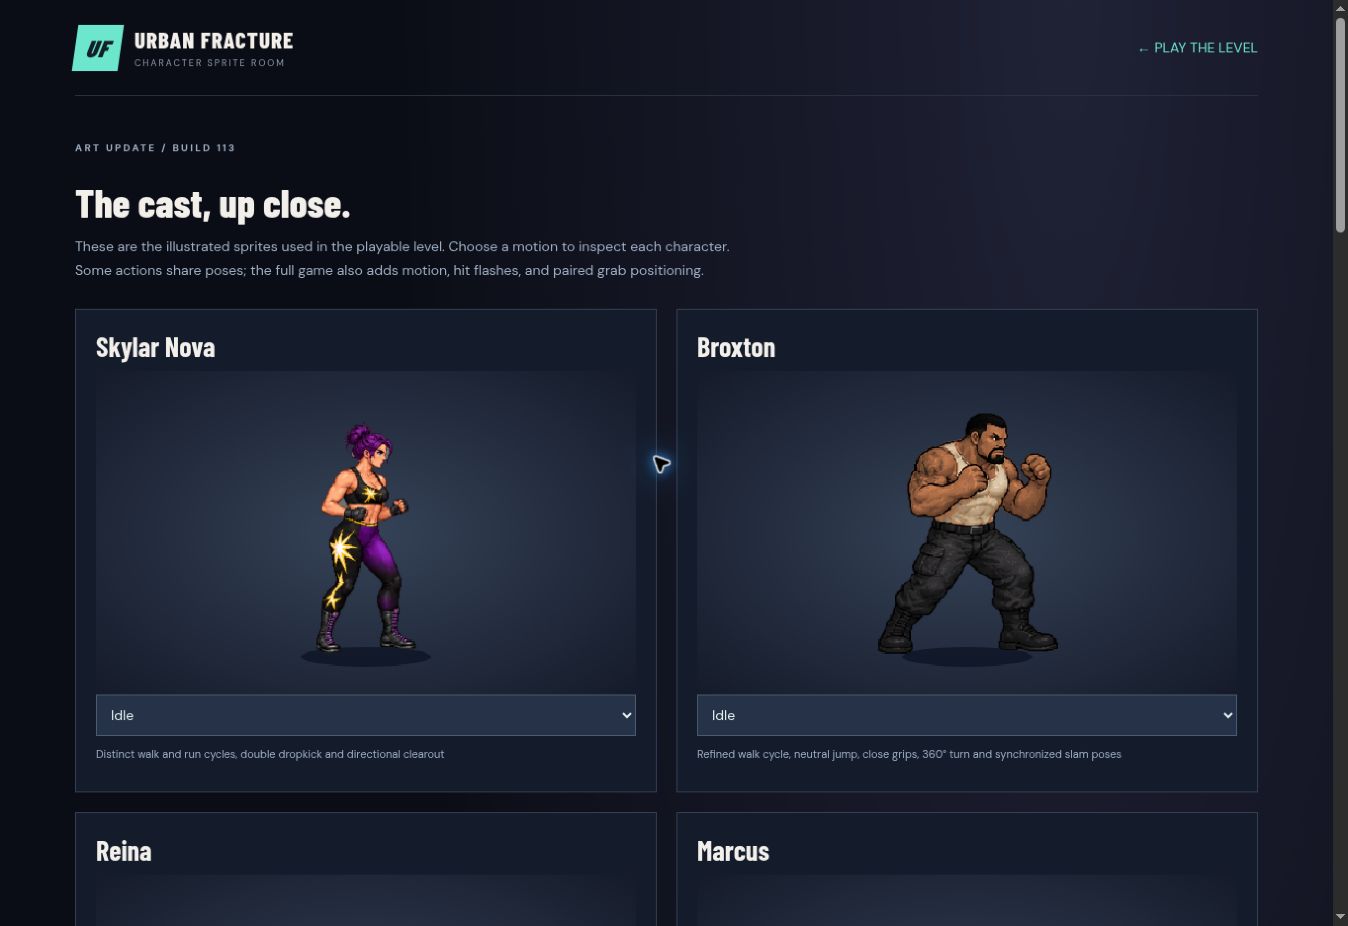 UF
URBAN FRACTURE
CHARACTER SPRITE ROOM
← PLAY THE LEVEL
ART UPDATE / BUILD 113
The cast, up close.
These are the illustrated sprites used in the playable level. Choose a motion to inspect each character.
Some actions share poses; the full game also adds motion, hit flashes, and paired grab positioning.
Skylar Nova
Idle
Distinct walk and run cycles, double dropkick and directional clearout
Broxton
Idle
Refined walk cycle, neutral jump, close grips, 360° turn and synchronized slam poses
Reina
Marcus